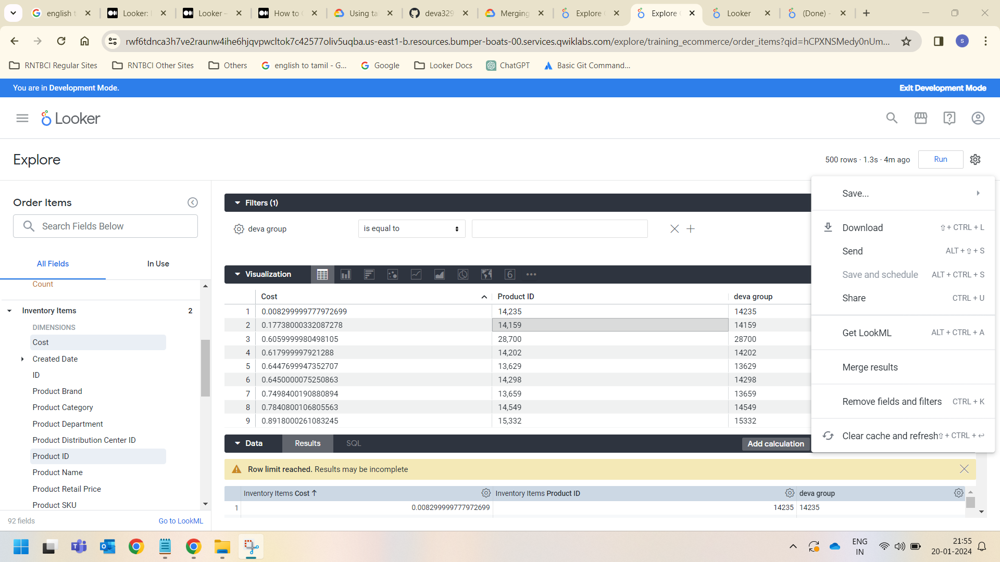 english t
Looker:
Looker –
How to
Using ta
deva329
Merging
Explore
Explore
Looker
(Done) -
rwf6tdnca3h7ve2raunw4ihe6hjqvpwcltok7c42577oliv5uqba.us-east1-b.resources.bumper-boats-00.services.qwiklabs.com/explore/training_ecommerce/order_items?qid=hCPXNSMedy0nUm...
S
RNTBCI Regular Sites
RNTBCI Other Sites
Others
english to tamil - G...
Google
Looker Docs
ChatGPT
Basic Git Command...
You are in Development Mode.
Exit Development Mode
Looker
Explore
500 rows · 1.3s · 4m ago
Run
Order Items
Search Fields Below
All Fields
In Use
Count
Inventory Items 2
DIMENSIONS
Cost
Created Date
ID
Product Brand
Product Category
Product Department
Product Distribution Center ID
Product ID
Product Name
Product Retail Price
Product SKU
92 fields
Go to LookML
Filters (1)
deva group
is equal to
Visualization
6
Cost Product ID deva group
1 0.008299999777972699 14,235 14235
2 0.17738000332087278 14,159 14159
3 0.6059999980498105 28,700 28700
4 0.617999997921288 14,202 14202
5 0.6447699947352707 13,629 13629
6 0.6450000075250863 14,298 14298
7 0.7498400190880894 13,659 13659
8 0.7840800106805563 14,549 14549
9 0.8918000261083245 15,332 15332
Data
Results
SQL
Add calculation
Row limit reached. Results may be incomplete
Inventory Items Cost ↑ Inventory Items Product ID deva group
1 0.008299999777972699 14235 14235
Save...
Download ⇧ + CTRL + L
Send ALT + ⇧ + S
Save and schedule ALT + CTRL + S
Share CTRL + U
Get LookML ALT + CTRL + A
Merge results
Remove fields and filters CTRL + K
Clear cache and refresh ⇧ + CTRL + ↩
ENG
IN
21:55
20-01-2024